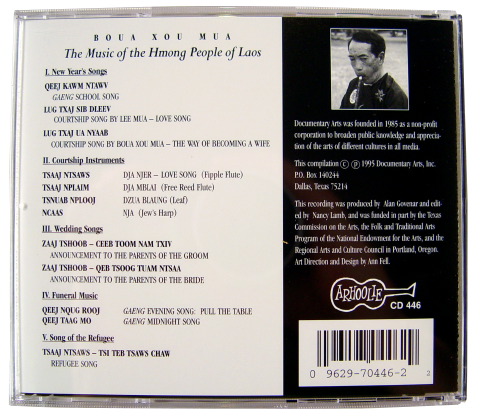 BOUA XOU MUA
The Music of the Hmong People of Laos
I. New Year's Songs
QEEJ KAWM NTAWV
GAENG SCHOOL SONG
LUG TXAJ SIB DLEEV
COURTSHIP SONG BY LEE MUA – LOVE SONG
LUG TXAJ UA NYAAB
COURTSHIP SONG BY BOUA XOU MUA – THE WAY OF BECOMING A WIFE
II. Courtship Instruments
TSAAJ NTSAWS DJA NJER – LOVE SONG (Fipple Flute)
TSAAJ NPLAIM DJA MBLAI (Free Reed Flute)
TSNUAB NPLOOJ DZUA BLAUNG (Leaf)
NCAAS NJA (Jew's Harp)
III. Wedding Songs
ZAAJ TSHOOB – CEEB TOOM NAM TXIV
ANNOUNCEMENT TO THE PARENTS OF THE GROOM
ZAAJ TSHOOB – QEB TSOOG TUAM NTSAA
ANNOUNCEMENT TO THE PARENTS OF THE BRIDE
IV. Funeral Music
QEEJ NQUG ROOJ GAENG EVENING SONG: PULL THE TABLE
QEEJ TAAG MO GAENG MIDNIGHT SONG
V. Song of the Refugee
TSAAJ NTSAWS – TSI TEB TSAWS CHAW
REFUGEE SONG
Documentary Arts was founded in 1985 as a non-profit
corporation to broaden public knowledge and apprecia-
tion of the arts of different cultures in all media.
This compilation © ℗ 1995 Documentary Arts, Inc.
P.O. Box 140244
Dallas, Texas 75214
This recording was produced by Alan Govenar and edit-
ed by Nancy Lamb, and was funded in part by the Texas
Commission on the Arts, the Folk and Traditional Arts
Program of the National Endowment for the Arts, and the
Regional Arts and Culture Council in Portland, Oregon.
Art Direction and Design by Ann Fell.
ARHOOLIE
CD 446
0 9629-70446-2 2